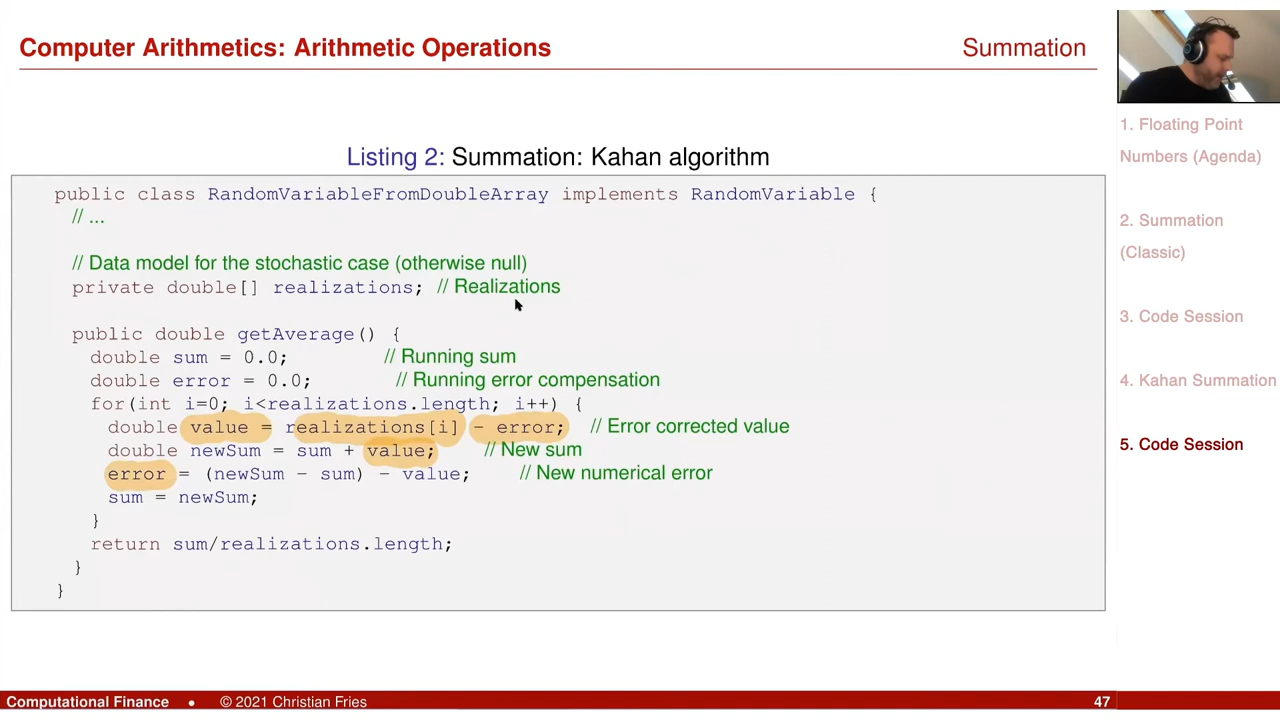 Computer Arithmetics: Arithmetic Operations
Summation
Listing 2: Summation: Kahan algorithm
public class RandomVariableFromDoubleArray implements RandomVariable {
// ...
// Data model for the stochastic case (otherwise null)
private double[] realizations; // Realizations
public double getAverage() {
double sum = 0.0; // Running sum
double error = 0.0; // Running error compensation
for(int i=0; i<realizations.length; i++) {
double value = realizations[i] - error; // Error corrected value
double newSum = sum + value; // New sum
error = (newSum - sum) - value; // New numerical error
sum = newSum;
}
return sum/realizations.length;
}
}
1. Floating Point
Numbers (Agenda)
2. Summation
(Classic)
3. Code Session
4. Kahan Summation
5. Code Session
Computational Finance • © 2021 Christian Fries 47